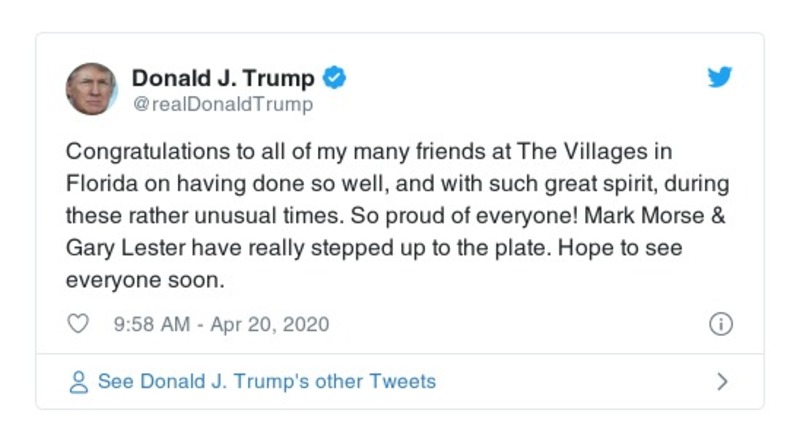 Donald J. Trump
@realDonaldTrump
Congratulations to all of my many friends at The Villages in
Florida on having done so well, and with such great spirit, during
these rather unusual times. So proud of everyone! Mark Morse &
Gary Lester have really stepped up to the plate. Hope to see
everyone soon.
9:58 AM - Apr 20, 2020
See Donald J. Trump's other Tweets